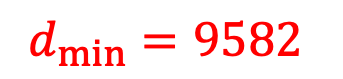 d_min = 9582